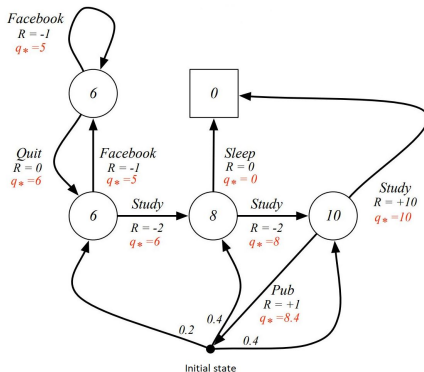 Facebook
R = -1
q* =5
6
0
Quit
R = 0
q* =6
Facebook
R = -1
q* =5
Sleep
R = 0
q* =0
Study
R = +10
q* =10
6
Study
R = -2
q* =6
8
Study
R = -2
q* =8
10
Pub
R = +1
q* =8.4
0.2
0.4
0.4
Initial state